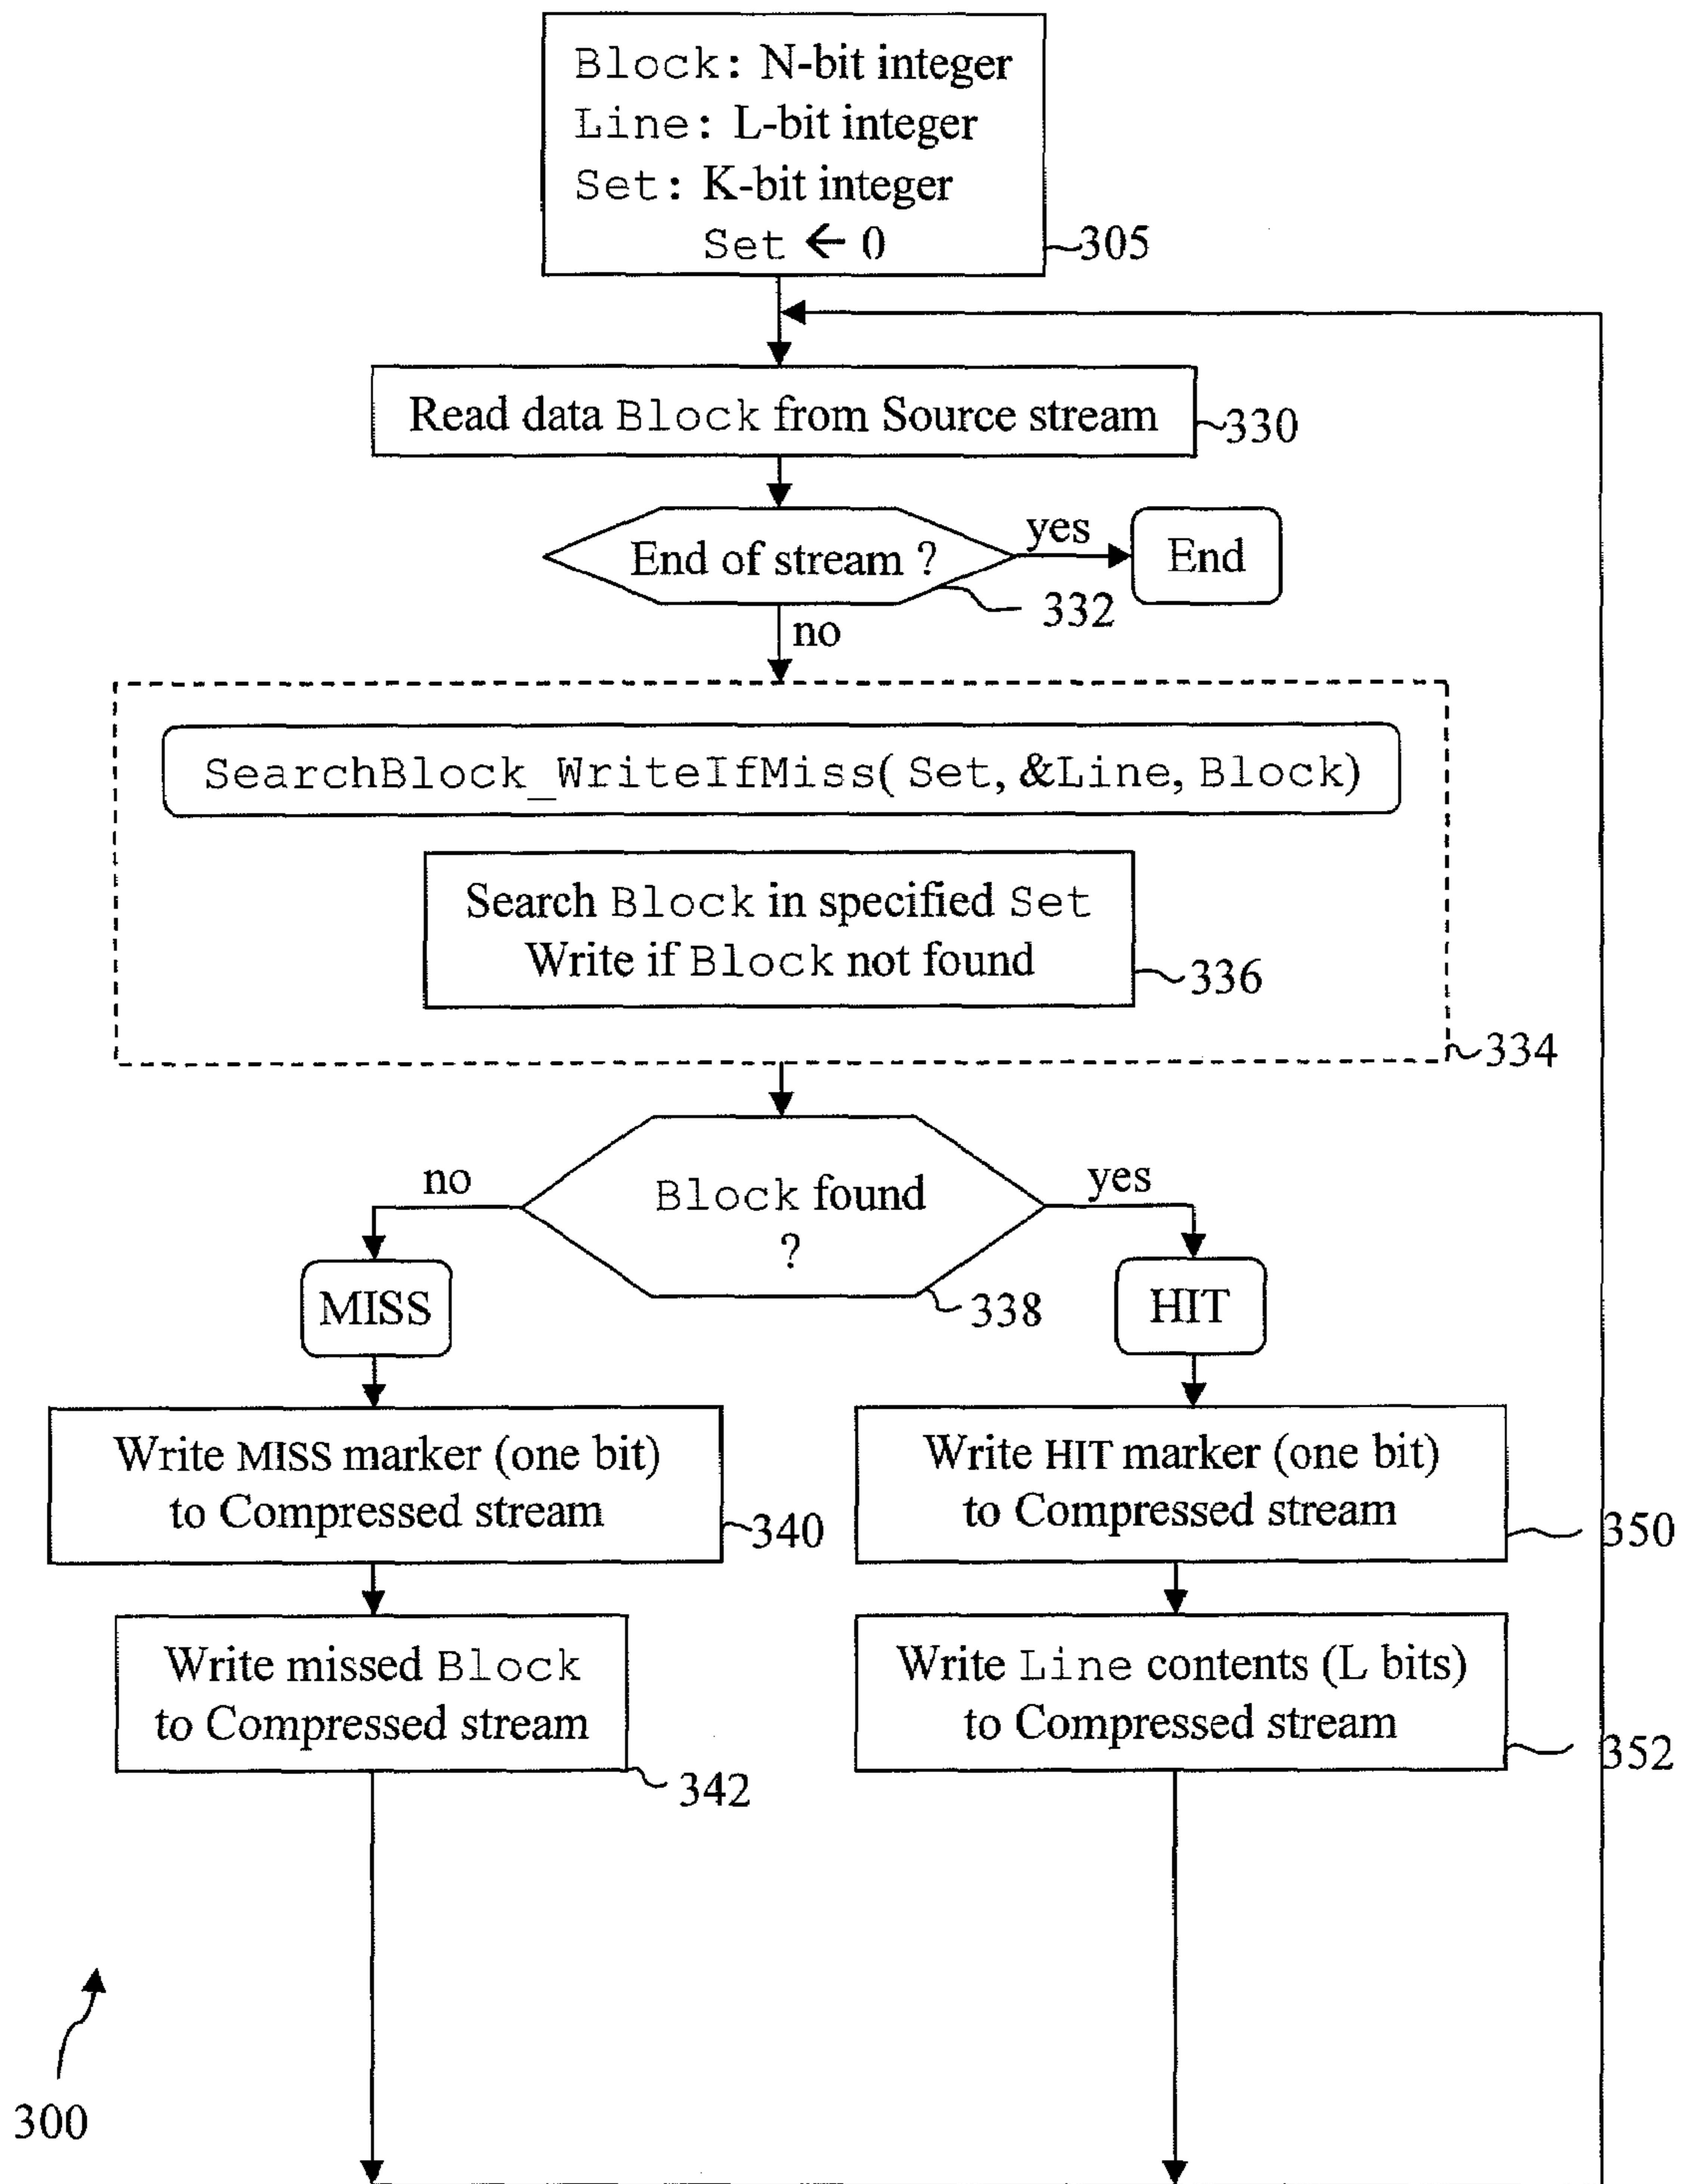 Block: N-bit integer
Line: L-bit integer
Set: K-bit integer
Set ← 0
305
Read data Block from Source stream
330
End of stream ?
yes
End
332
no
SearchBlock_WriteIfMiss( Set, &Line, Block)
Search Block in specified Set
Write if Block not found
336
334
no
Block found
?
yes
MISS
338
HIT
Write MISS marker (one bit)
to Compressed stream
340
Write HIT marker (one bit)
to Compressed stream
350
Write missed Block
to Compressed stream
342
Write Line contents (L bits)
to Compressed stream
352
300